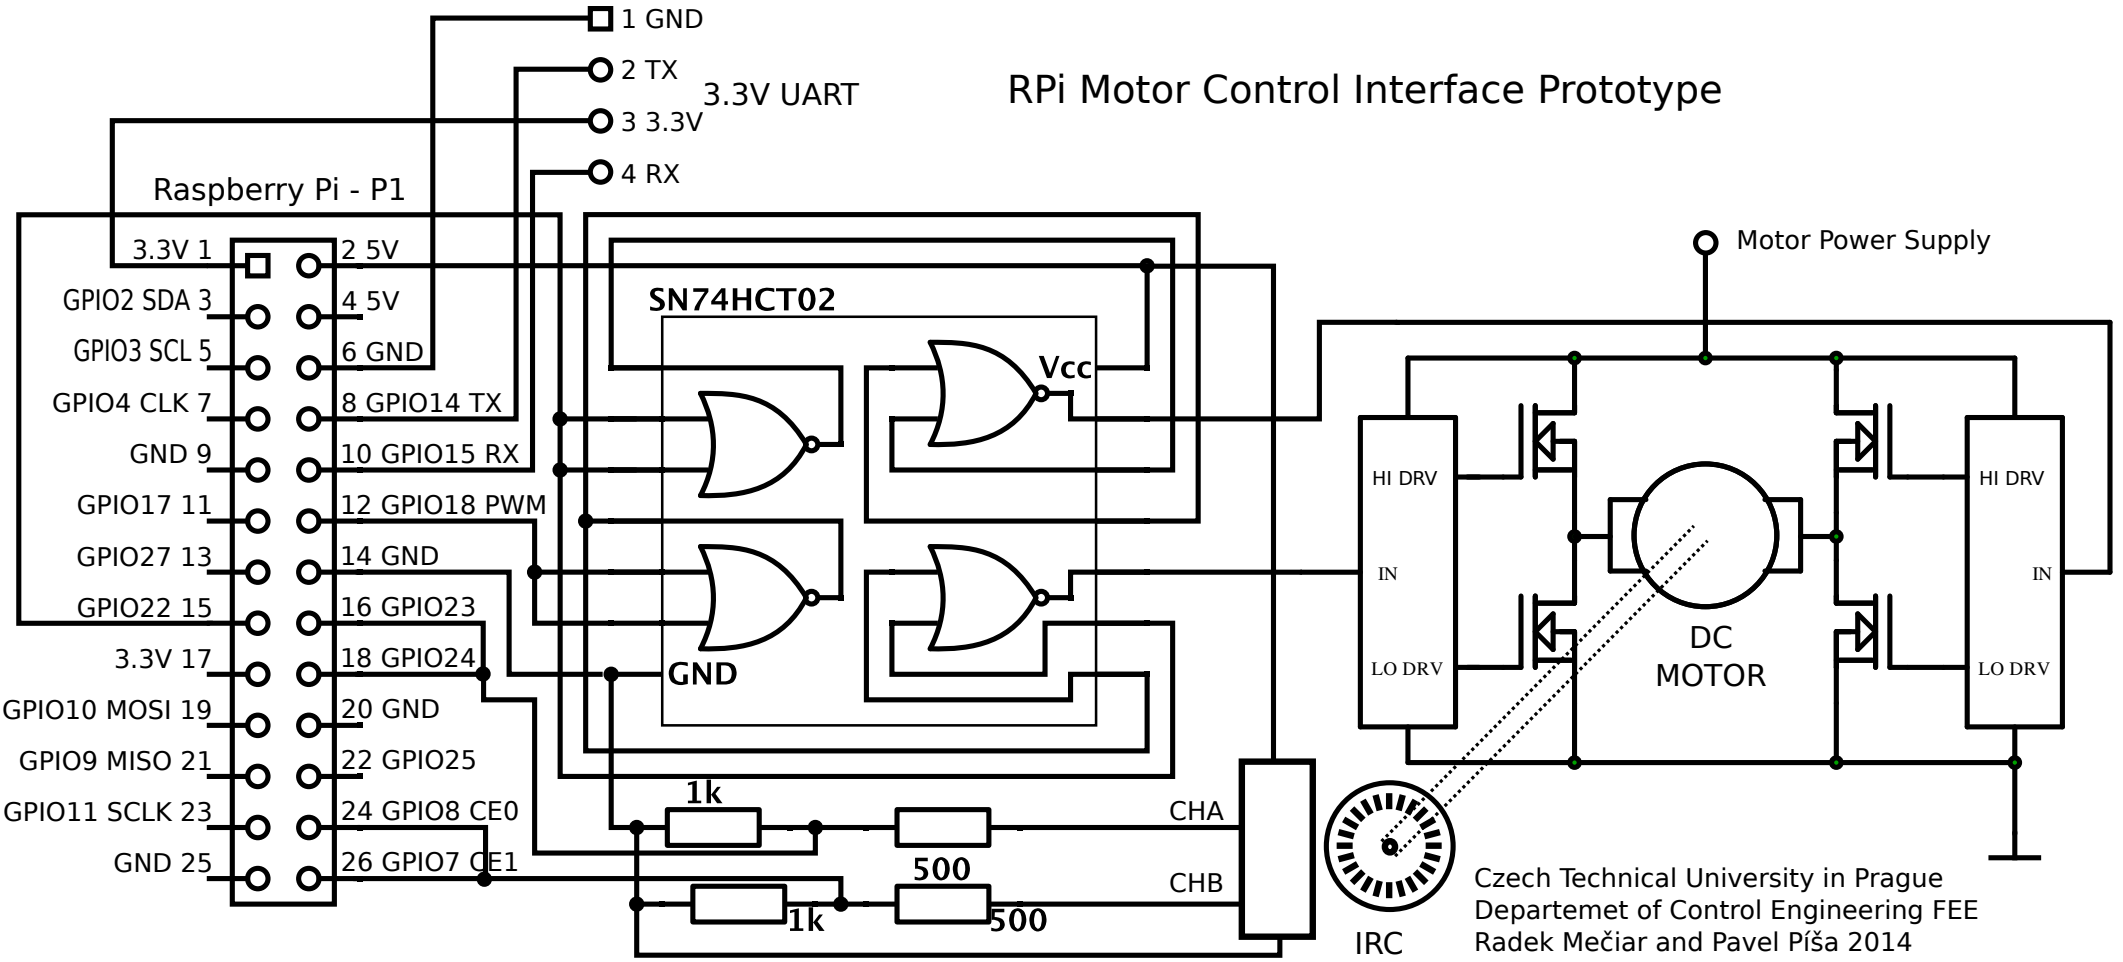 1 GND
2 TX
3.3V UART
RPi Motor Control Interface Prototype
3 3.3V
4 RX
Raspberry Pi - P1
Motor Power Supply
3.3V 1
2 5V
GPIO2 SDA 3
4 5V
SN74HCT02
GPIO3 SCL 5
6 GND
Vcc
GPIO4 CLK 7
8 GPIO14 TX
GND 9
10 GPIO15 RX
HI DRV
HI DRV
GPIO17 11
12 GPIO18 PWM
GPIO27 13
14 GND
IN
IN
GPIO22 15
16 GPIO23
DC
MOTOR
3.3V 17
18 GPIO24
GND
LO DRV
LO DRV
GPIO10 MOSI 19
20 GND
GPIO9 MISO 21
22 GPIO25
1k
GPIO11 SCLK 23
24 GPIO8 CE0
CHA
GND 25
26 GPIO7 CE1
500
CHB
1k
500
IRC
Czech Technical University in Prague
Departemet of Control Engineering FEE
Radek Mečiar and Pavel Píša 2014